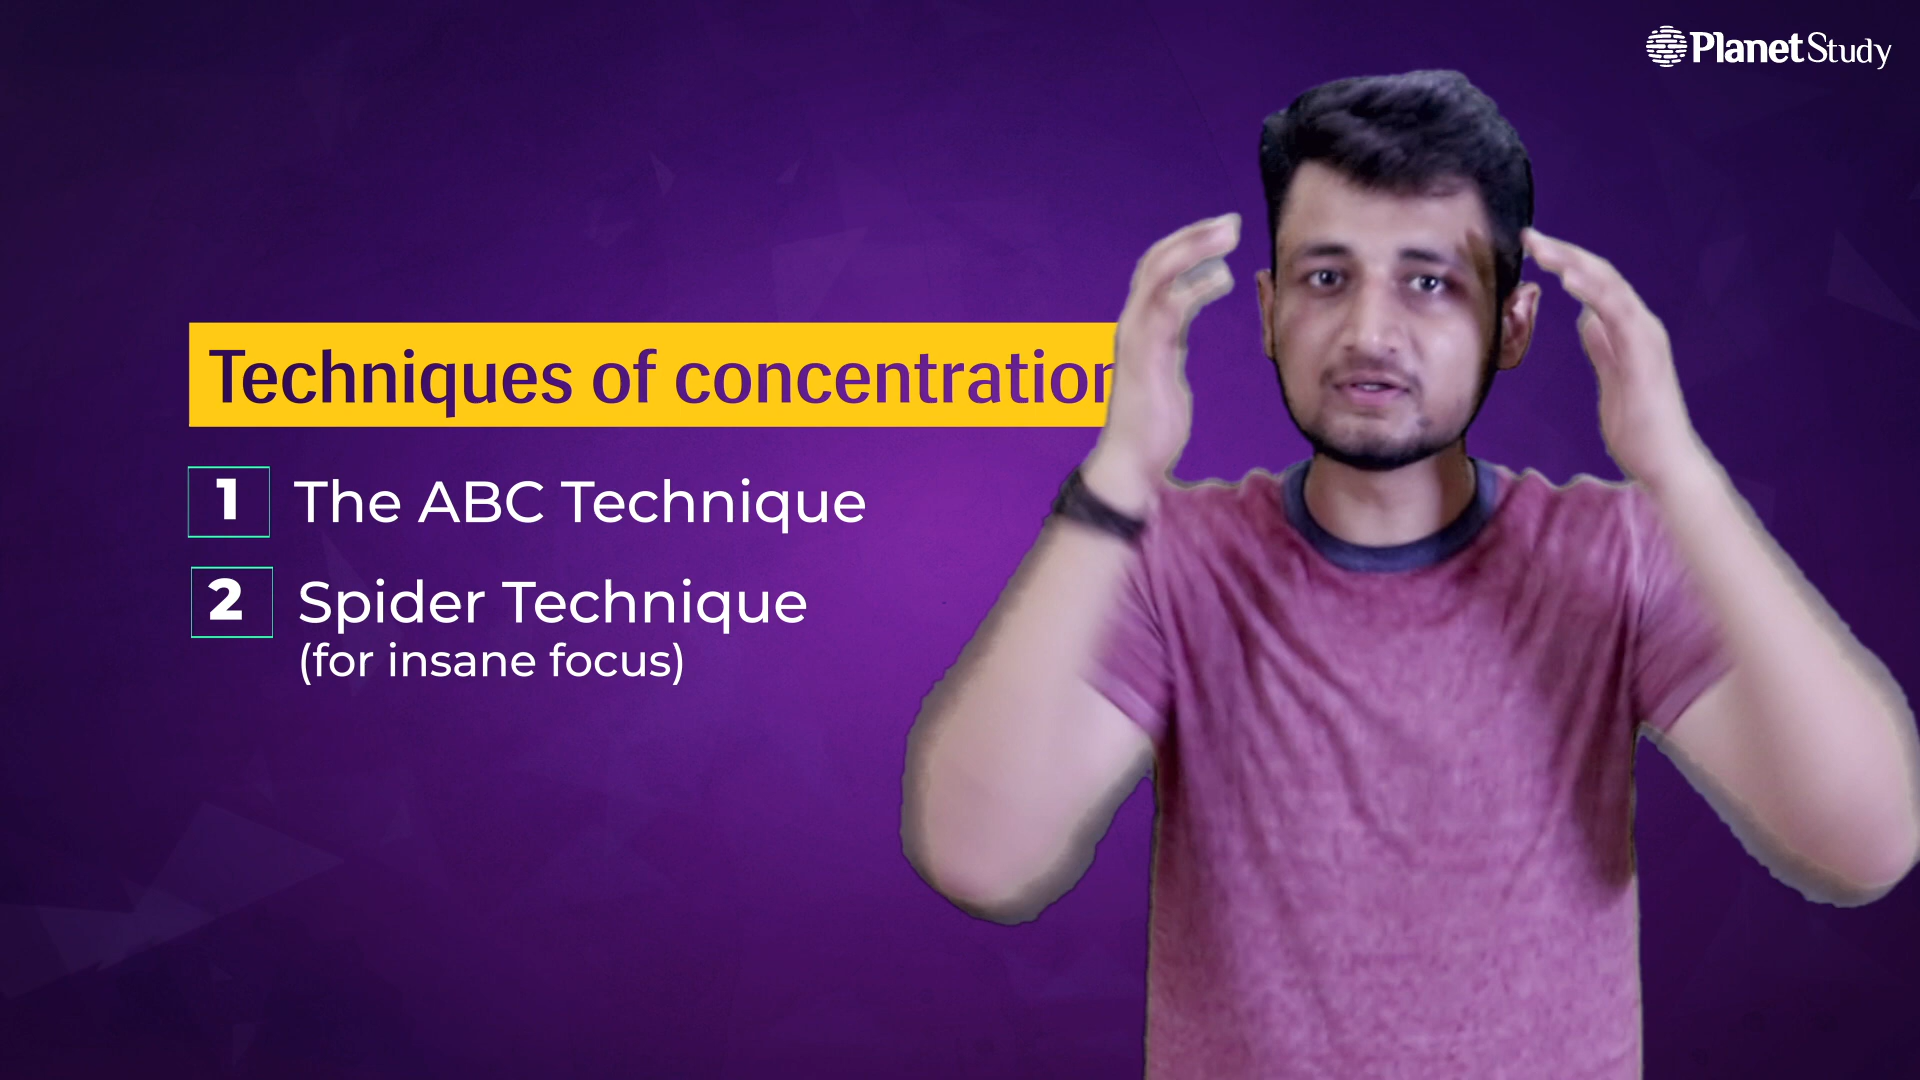 PlanetStudy
Techniques of concentration
1 The ABC Technique
2 Spider Technique
(for insane focus)